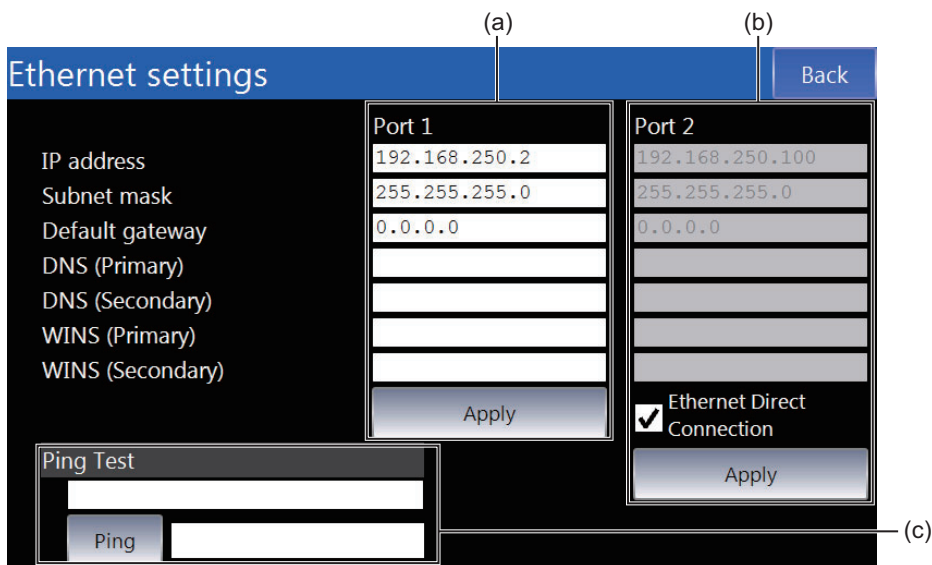 (a)
(b)
Ethernet settings
Back
Port 1
Port 2
IP address
192.168.250.2
192.168.250.100
Subnet mask
255.255.255.0
255.255.255.0
Default gateway
0.0.0.0
0.0.0.0
DNS (Primary)
DNS (Secondary)
WINS (Primary)
WINS (Secondary)
Apply
Ethernet Direct
Connection
Apply
Ping Test
Ping
(c)